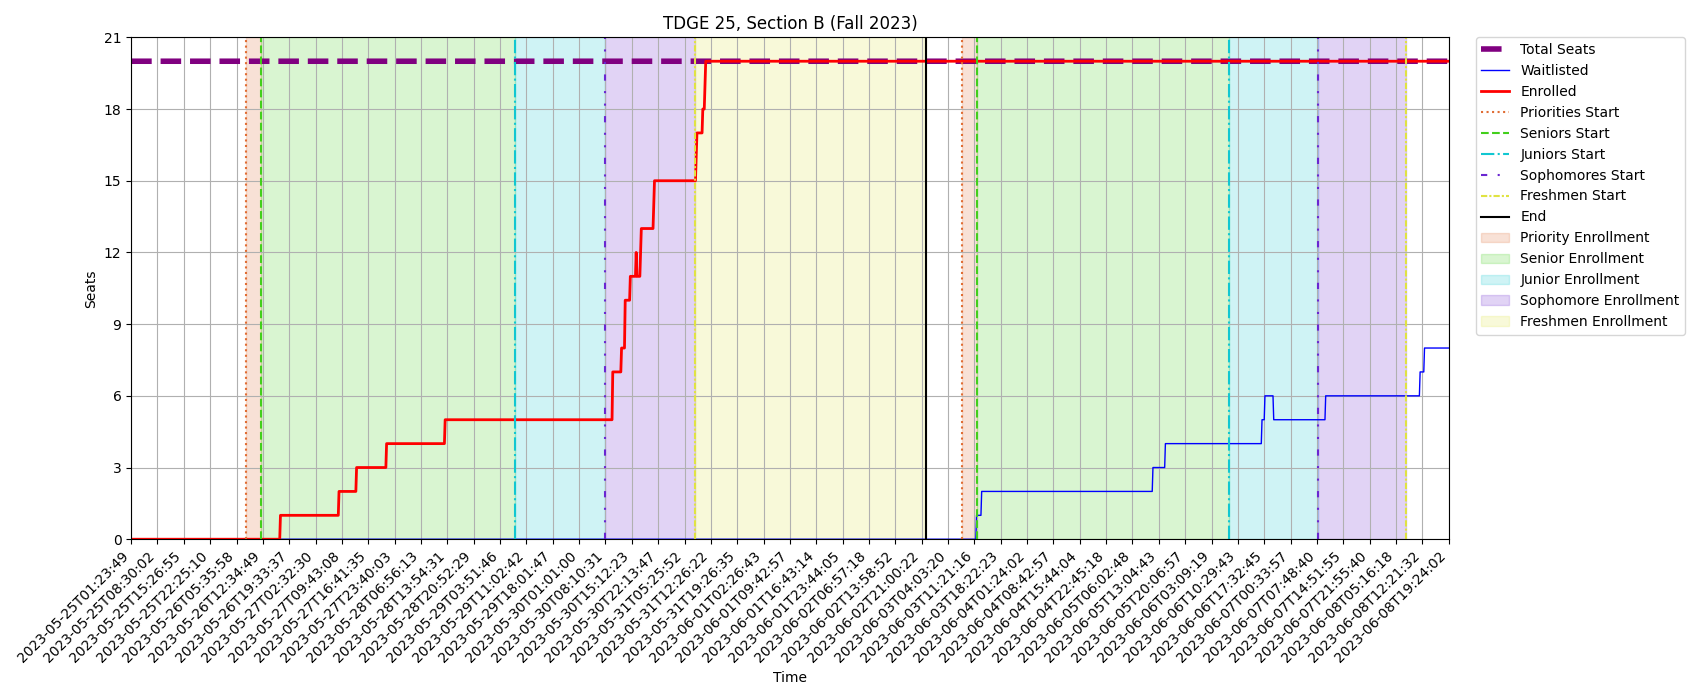 TDGE 25, Section B (Fall 2023)
21
18
15
12
9
6
3
0
Seats
2023-05-25T01:23:49
2023-05-25T08:30:02
2023-05-25T15:26:55
2023-05-25T22:25:10
2023-05-26T05:35:58
2023-05-26T12:34:49
2023-05-26T19:33:37
2023-05-27T02:32:30
2023-05-27T09:43:08
2023-05-27T16:41:35
2023-05-27T23:40:03
2023-05-28T06:56:13
2023-05-28T13:54:31
2023-05-28T20:52:29
2023-05-29T03:51:46
2023-05-29T11:02:42
2023-05-29T18:01:47
2023-05-30T01:01:00
2023-05-30T08:10:31
2023-05-30T15:12:23
2023-05-30T22:13:47
2023-05-31T05:25:52
2023-05-31T12:26:22
2023-05-31T19:26:35
2023-06-01T02:26:43
2023-06-01T09:42:57
2023-06-01T16:43:14
2023-06-01T23:44:05
2023-06-02T06:57:18
2023-06-02T13:58:52
2023-06-02T21:00:22
2023-06-03T04:03:20
2023-06-03T11:21:16
2023-06-03T18:22:23
2023-06-04T01:24:02
2023-06-04T08:42:57
2023-06-04T15:44:04
2023-06-04T22:45:18
2023-06-05T06:02:48
2023-06-05T13:04:43
2023-06-05T20:06:57
2023-06-06T03:09:19
2023-06-06T10:29:43
2023-06-06T17:32:45
2023-06-07T00:33:57
2023-06-07T07:48:40
2023-06-07T14:51:55
2023-06-07T21:55:40
2023-06-08T05:16:18
2023-06-08T12:21:32
2023-06-08T19:24:02
Time
Total Seats
Waitlisted
Enrolled
Priorities Start
Seniors Start
Juniors Start
Sophomores Start
Freshmen Start
End
Priority Enrollment
Senior Enrollment
Junior Enrollment
Sophomore Enrollment
Freshmen Enrollment